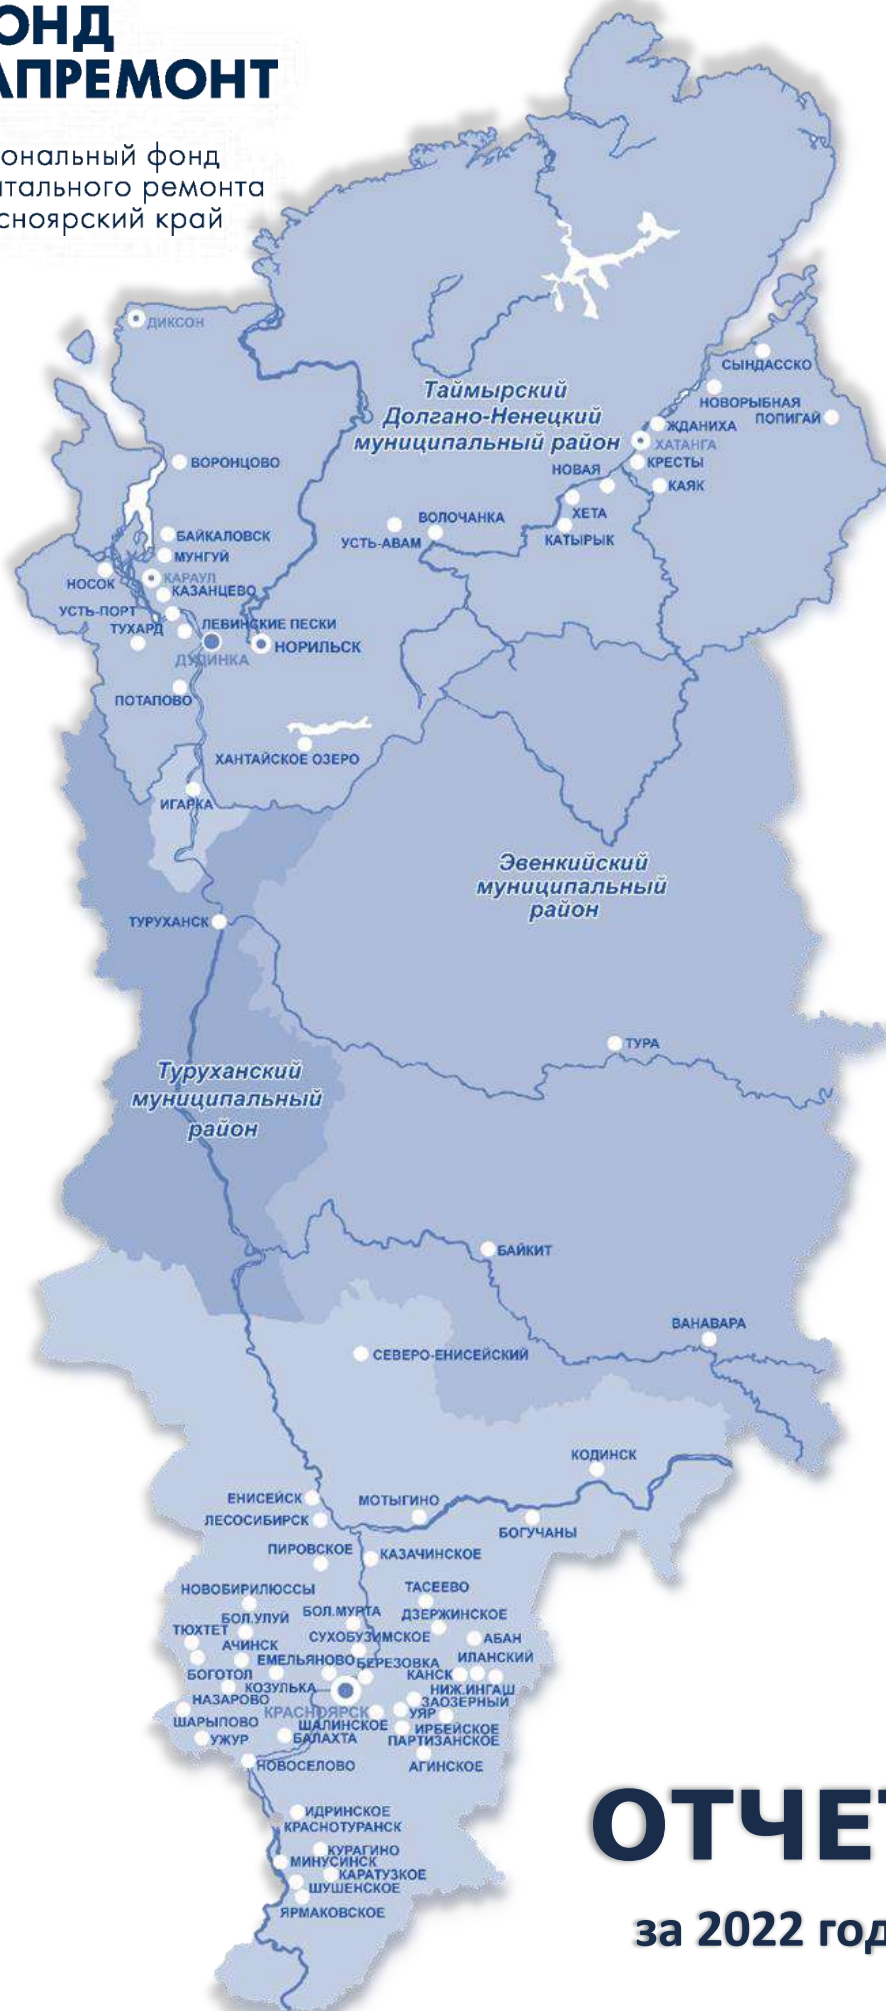 ОНД
АПРЕМОНТ
ональный фонд
итального ремонта
сноярский край
ДИКСОН
СЫНДАССКО
Таймырский
Долгано-Ненецкий
муниципальный район
НОВОРЫБНАЯ
ПОПИГАЙ
ЖДАНИХА
ХАТАНГА
КРЕСТЫ
ВОРОНЦОВО
НОВАЯ
КАЯК
ХЕТА
ВОЛОЧАНКА
УСТЬ-АВАМ
КАТЫРЫК
БАЙКАЛОВСК
МУНГУЙ
НОСОК
КАРАУЛ
КАЗАНЦЕВО
УСТЬ-ПОРТ
ЛЕВИНСКИЕ ПЕСКИ
ТУХАРД
НОРИЛЬСК
ДУДИНКА
ПОТАПОВО
ХАНТАЙСКОЕ ОЗЕРО
ИГАРКА
Эвенкийский
муниципальный
район
ТУРУХАНСК
ТУРА
Туруханский
муниципальный
район
БАЙКИТ
ВАНАВАРА
СЕВЕРО-ЕНИСЕЙСКИЙ
КОДИНСК
ЕНИСЕЙСК
МОТЫГИНО
ЛЕСОСИБИРСК
БОГУЧАНЫ
ПИРОВСКОЕ
КАЗАЧИНСКОЕ
НОВОБИРИЛЮССЫ
ТАСЕЕВО
БОЛ.УЛУЙ
БОЛ.МУРТА
ДЗЕРЖИНСКОЕ
ТЮХТЕТ
СУХОБУЗИМСКОЕ
АБАН
АЧИНСК
ЕМЕЛЬЯНОВО
БЕРЕЗОВКА
ИЛАНСКИЙ
БОГОТОЛ
КОЗУЛЬКА
КАНСК
НИЖ.ИНГАШ
НАЗАРОВО
ЗАОЗЕРНЫЙ
КРАСНОЯРСК
УЯР
ШАРЫПОВО
ШАЛИНСКОЕ
ИРБЕЙСКОЕ
УЖУР
БАЛАХТА
ПАРТИЗАНСКОЕ
НОВОСЕЛОВО
АГИНСКОЕ
ИДРИНСКОЕ
КРАСНОТУРАНСК
КУРАГИНО
МИНУСИНСК
КАРАТУЗКОЕ
ШУШЕНСКОЕ
ЯРМАКОВСКОЕ
ОТЧЕТ
за 2022 год